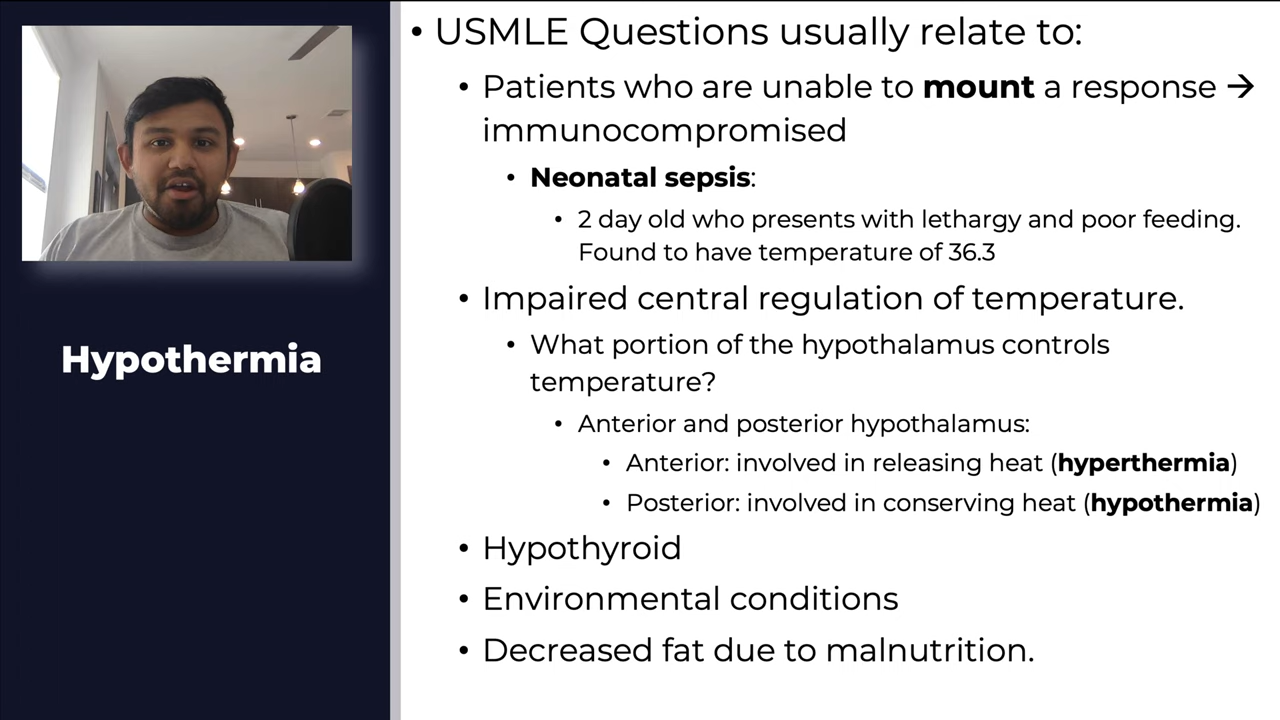 Hypothermia
• USMLE Questions usually relate to:
• Patients who are unable to mount a response →
immunocompromised
• Neonatal sepsis:
• 2 day old who presents with lethargy and poor feeding.
Found to have temperature of 36.3
• Impaired central regulation of temperature.
• What portion of the hypothalamus controls
temperature?
• Anterior and posterior hypothalamus:
• Anterior: involved in releasing heat (hyperthermia)
• Posterior: involved in conserving heat (hypothermia)
• Hypothyroid
• Environmental conditions
• Decreased fat due to malnutrition.